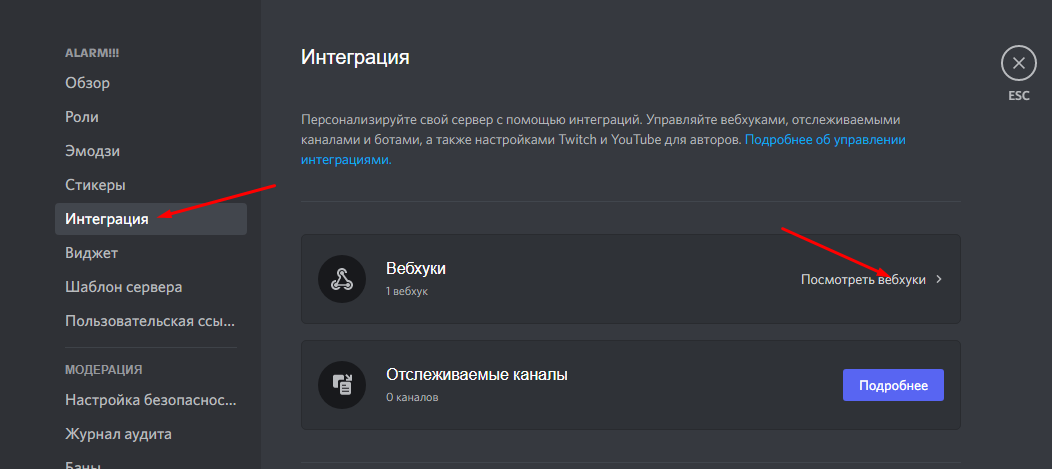 ALARM!!!
Обзор
Роли
Эмодзи
Стикеры
Интеграция
Виджет
Шаблон сервера
Пользовательская ссы...
МОДЕРАЦИЯ
Настройка безопаснос...
Журнал аудита
Баны
Интеграция
ESC
Персонализируйте свой сервер с помощью интеграций. Управляйте вебхуками, отслеживаемыми
каналами и ботами, а также настройками Twitch и YouTube для авторов. Подробнее об управлении
интеграциями.
Вебхуки
1 вебхук
Посмотреть вебхуки
Отслеживаемые каналы
0 каналов
Подробнее